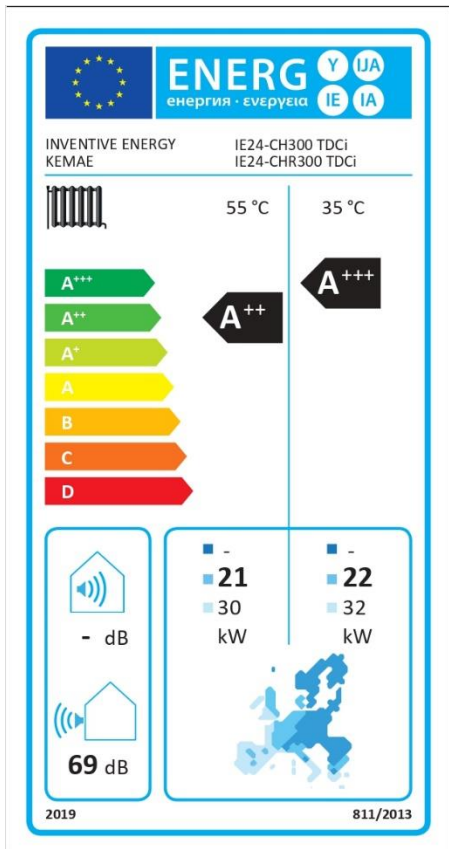 ENERG Y IJA
енергия · ενεργεια IE IA
INVENTIVE ENERGY IE24-CH300 TDCi
KEMAE IE24-CHR300 TDCi
55 °C 35 °C
A+++
A++
A+
A
B
C
D
A++
A+++
- dB
69 dB
- -
21 22
30 32
kW kW
2019 811/2013